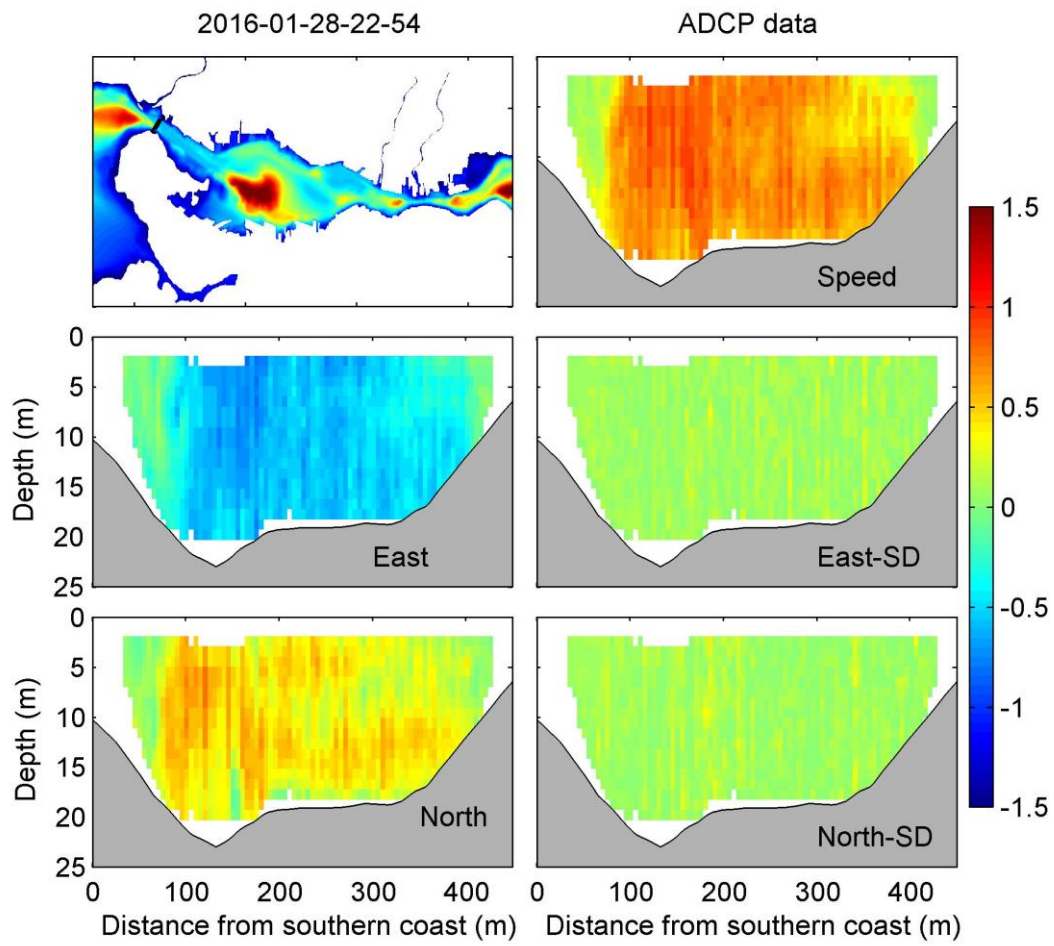 2016-01-28-22-54
ADCP data
Speed
1.5
1
0.5
0
-0.5
-1
-1.5
0
5
10
15
20
25
Depth (m)
East
East-SD
0
5
10
15
20
25
Depth (m)
North
North-SD
0 100 200 300 400
Distance from southern coast (m)
0 100 200 300 400
Distance from southern coast (m)